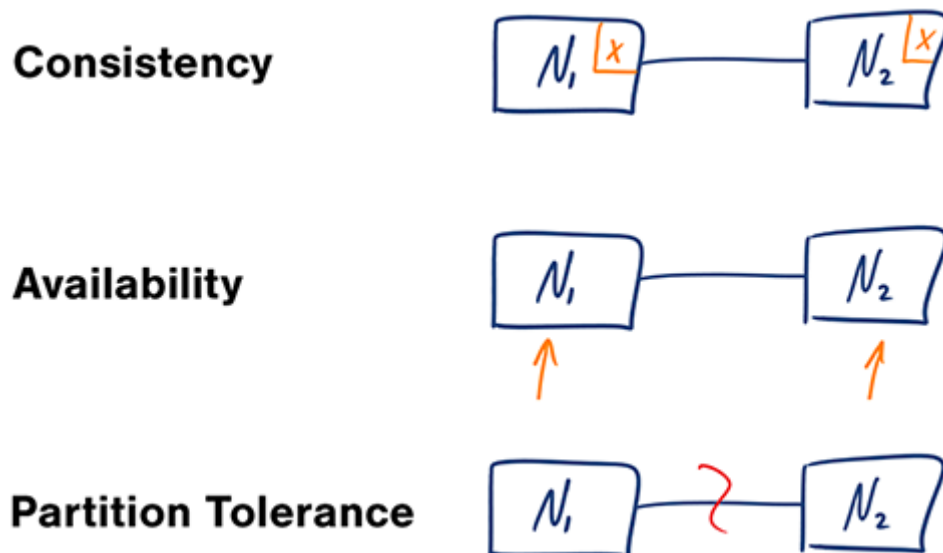 Consistency N₁ x N₂ x
Availability N₁ N₂
Partition Tolerance N₁ N₂